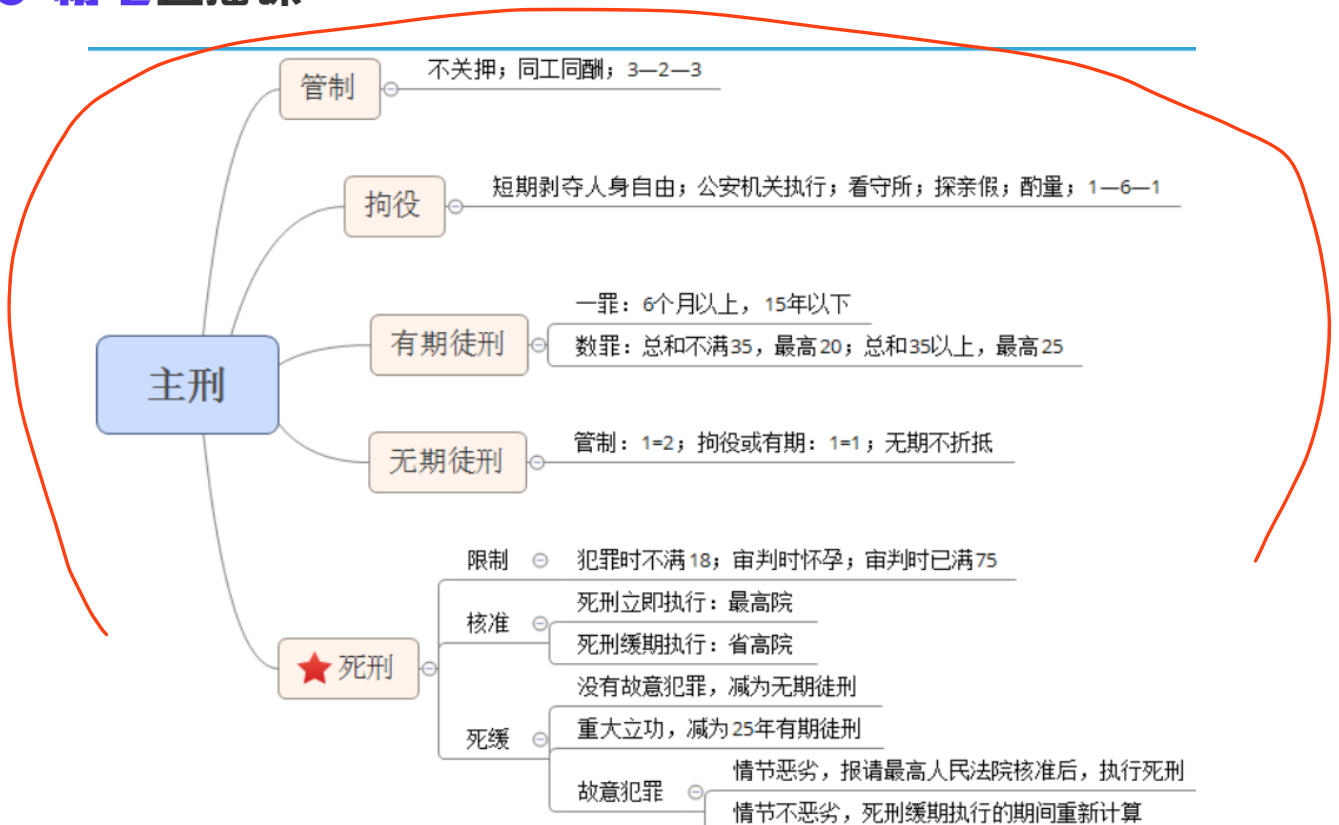 管制
不关押；同工同酬；3—2—3
拘役
短期剥夺人身自由；公安机关执行；看守所；探亲假；酌量；1—6—1
主刑
有期徒刑
一罪：6个月以上，15年以下
数罪：总和不满35，最高20；总和35以上，最高25
无期徒刑
管制：1=2；拘役或有期：1=1；无期不折抵
死刑
限制
犯罪时不满18；审判时怀孕；审判时已满75
核准
死刑立即执行：最高院
死刑缓期执行：省高院
死缓
没有故意犯罪，减为无期徒刑
重大立功，减为25年有期徒刑
故意犯罪
情节恶劣，报请最高人民法院核准后，执行死刑
情节不恶劣，死刑缓期执行的期间重新计算